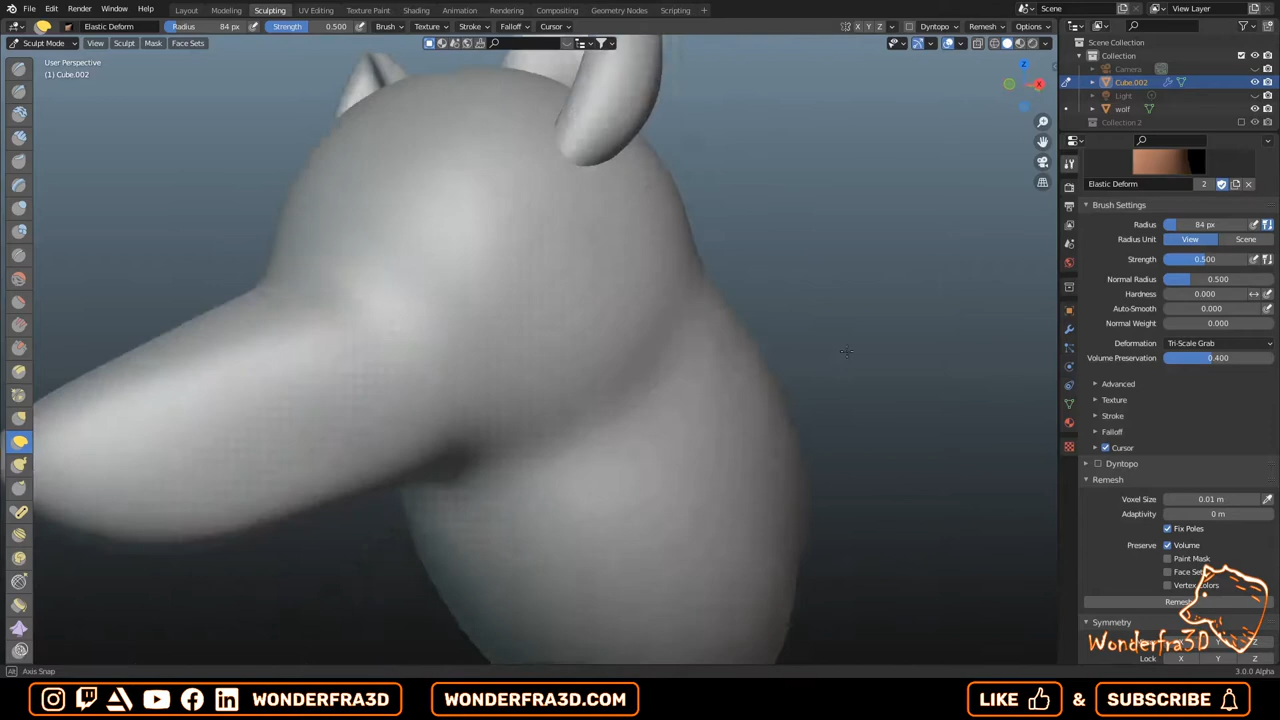 File Edit Render Window Help
Layout Modeling Sculpting UV Editing Texture Paint Shading Animation Rendering Compositing Geometry Nodes Scripting
Scene
View Layer
Elastic Deform Radius 84 px Strength 0.500 Brush Texture Stroke Falloff Cursor
X Y Z Dyntopo Remesh Options
Sculpt Mode View Sculpt Mask Face Sets
User Perspective
(1) Cube.002
Z
X
Scene Collection
Collection
Camera
Cube.002
Light
wolf
Collection 2
Elastic Deform 2
Brush Settings
Radius 84 px
Radius Unit View Scene
Strength 0.500
Normal Radius 0.500
Hardness 0.000
Auto-Smooth 0.000
Normal Weight 0.000
Deformation Tri-Scale Grab
Volume Preservation 0.400
Advanced
Texture
Stroke
Falloff
Cursor
Dyntopo
Remesh
Voxel Size 0.01 m
Adaptivity 0 m
Fix Poles
Preserve Volume
Paint Mask
Symmetry
Lock X Y Z
Wonderfra3D
Alt Axis Snap
3.0.0 Alpha
WONDERFRA3D
WONDERFRA3D.COM
LIKE & SUBSCRIBE